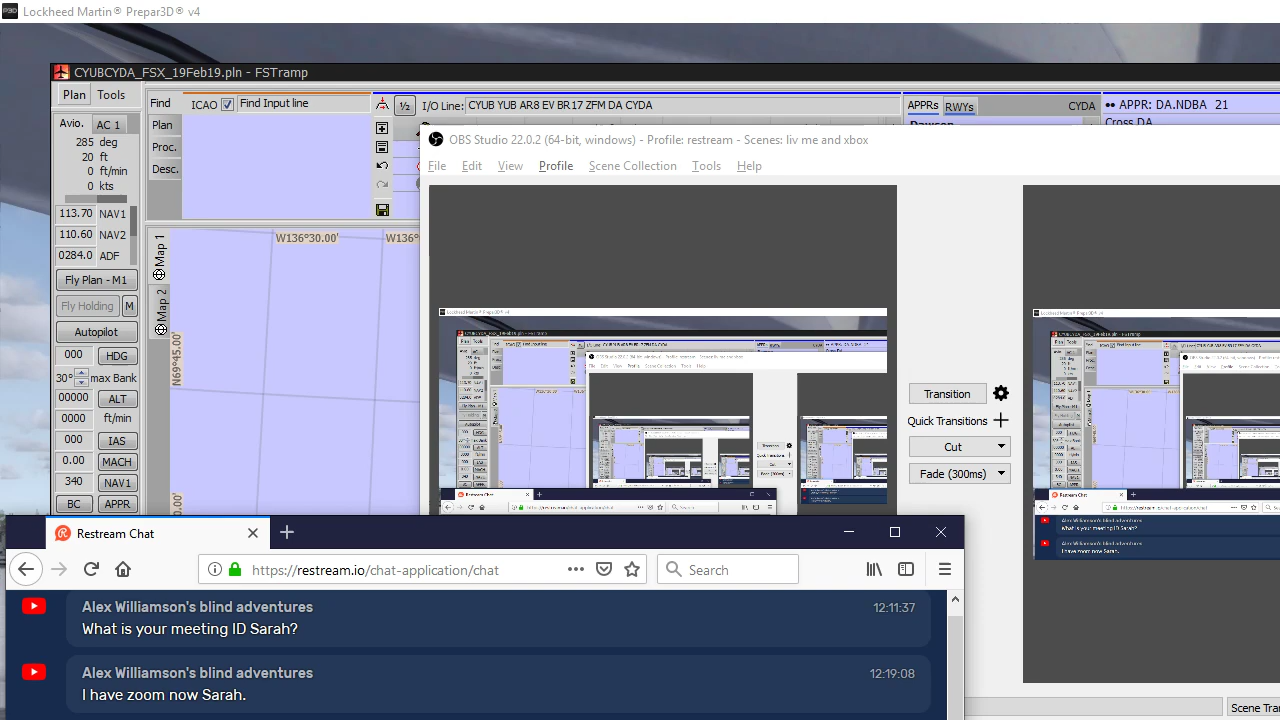 Lockheed Martin® Prepar3D® v4
CYUBCYDA_FSX_19Feb19.pln - FSTramp
Plan Tools
Find ICAO Find Input line
½ I/O Line: CYUB YUB AR8 EV BR17 ZFM DA CYDA
APPRs RWYs CYDA
•• APPR: DA.NDBA 21
Cross DA
Avio. AC 1
285 deg
20 ft
0 ft/min
0 kts
113.70 NAV1
110.60 NAV2
0284.0 ADF
Fly Plan - M1
Fly Holding M
Autopilot
000 HDG
30° max Bank
00000 ALT
0000 ft/min
000 IAS
0.00 MACH
340 NAV1
BC APPR
Plan
Proc.
Desc.
Map 1
Map 2
W136°30.00'
W136°
N69°45.00'
OBS Studio 22.0.2 (64-bit, windows) - Profile: restream - Scenes: liv me and xbox
File Edit View Profile Scene Collection Tools Help
Transition
Quick Transitions
Cut
Fade (300ms)
Scene Tra
Restream Chat
https://restream.io/chat-application/chat
Search
Alex Williamson's blind adventures 12:11:37
What is your meeting ID Sarah?
Alex Williamson's blind adventures 12:19:08
I have zoom now Sarah.